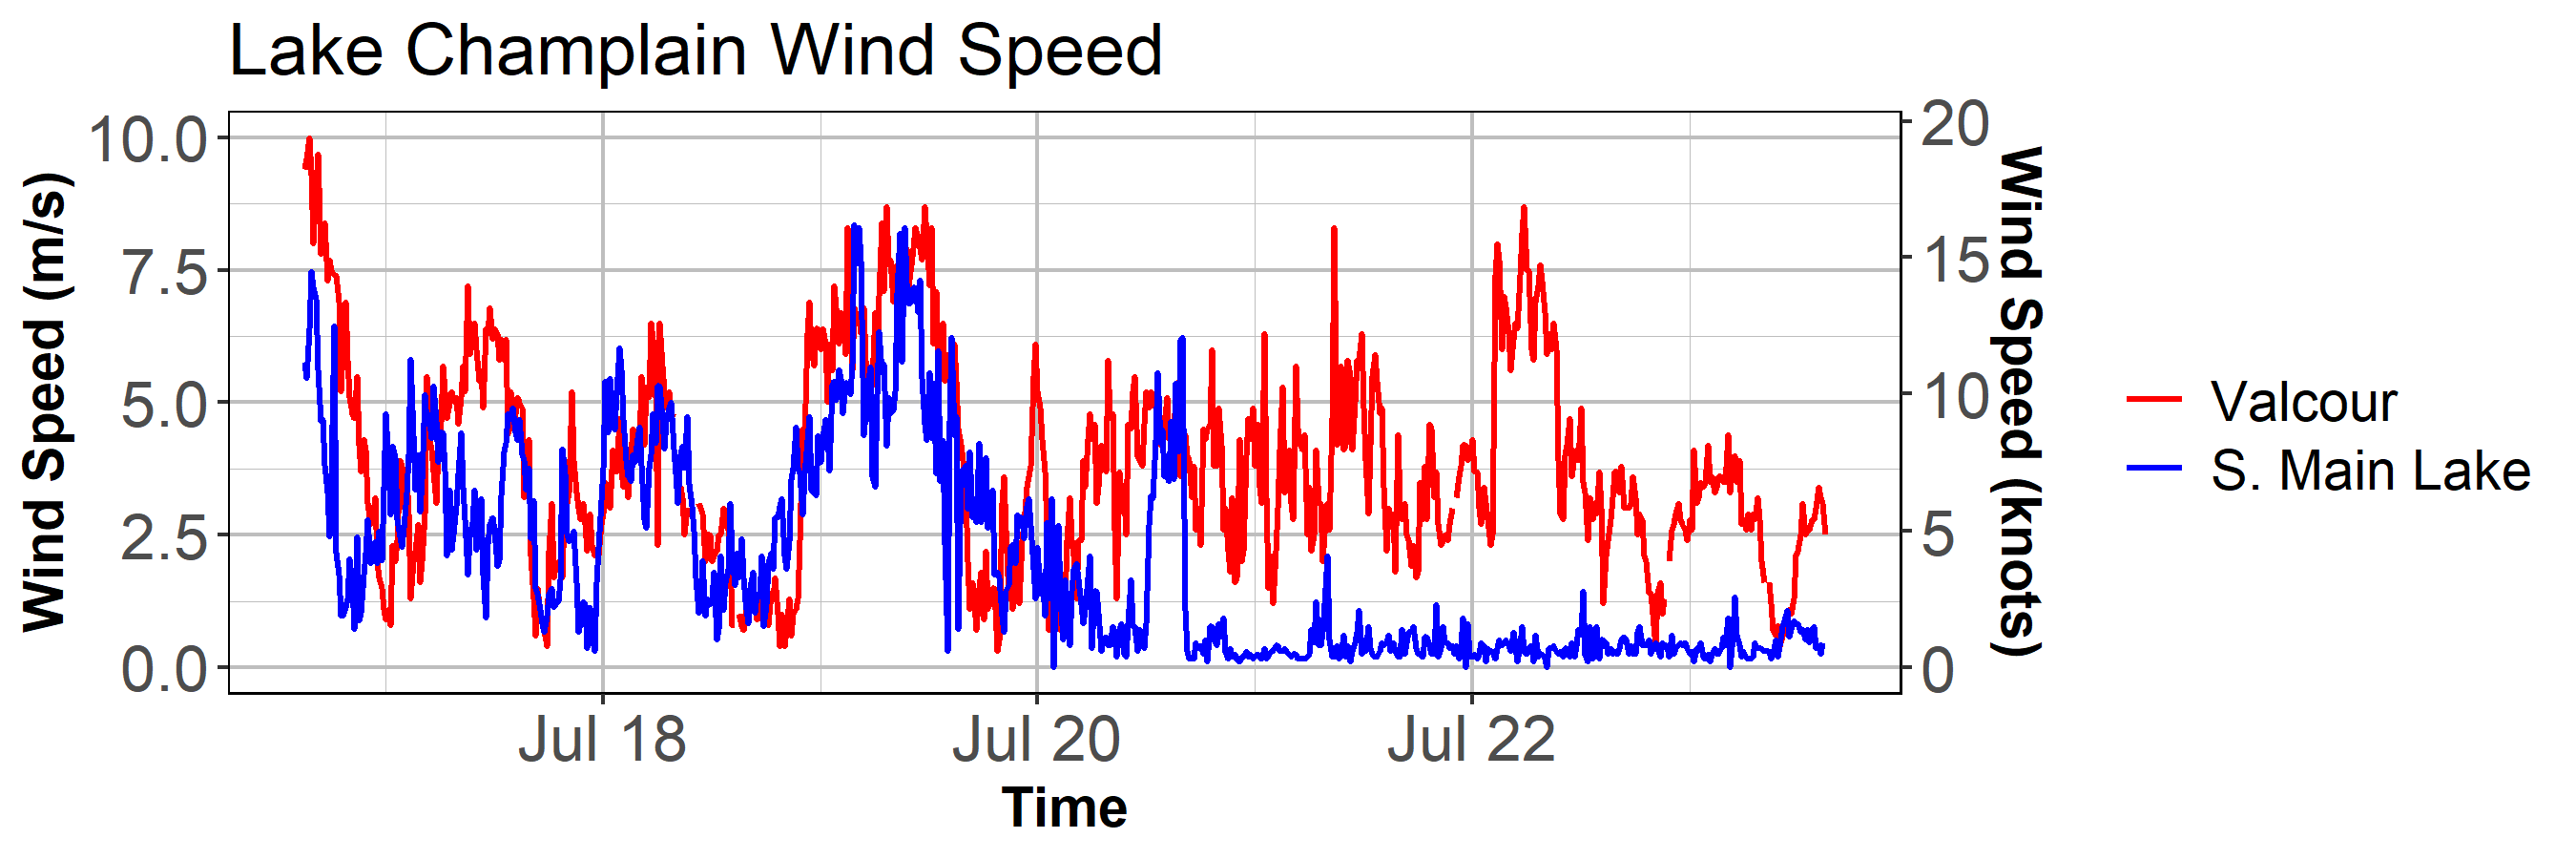 Lake Champlain Wind Speed
Wind Speed (m/s)
10.0
7.5
5.0
2.5
0.0
20
15
10
5
0
Wind Speed (knots)
Jul 18
Jul 20
Jul 22
Time
Valcour
S. Main Lake